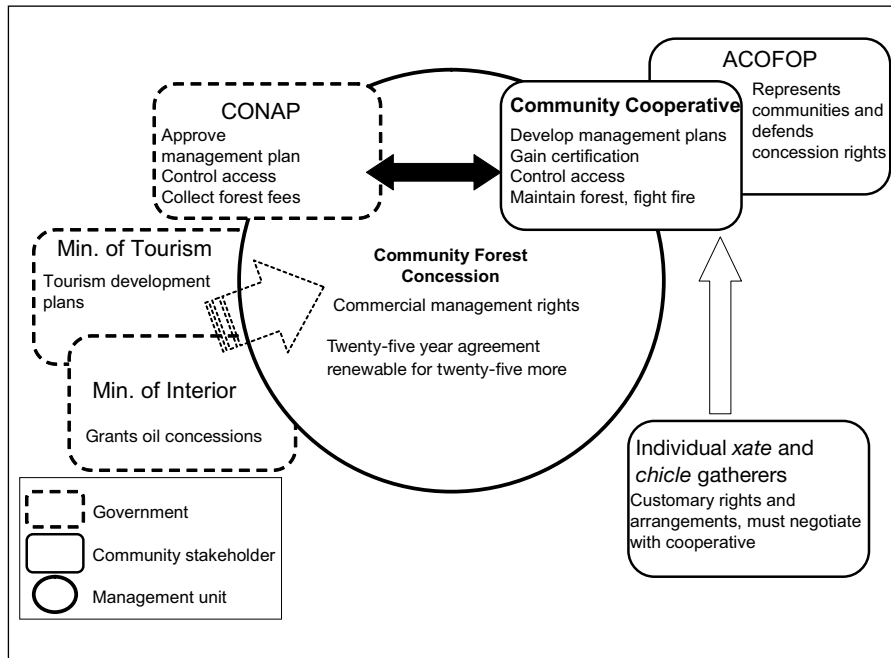 ACOFOP
Represents
communities and
defends
concession rights
CONAP
Approve
management plan
Control access
Collect forest fees
Community Cooperative
Develop management plans
Gain certification
Control access
Maintain forest, fight fire
Min. of Tourism
Tourism development
plans
Community Forest
Concession
Commercial management rights
Twenty-five year agreement
renewable for twenty-five more
Min. of Interior
Grants oil concessions
Individual xate and
chicle gatherers
Customary rights and
arrangements, must negotiate
with cooperative
Government
Community stakeholder
Management unit